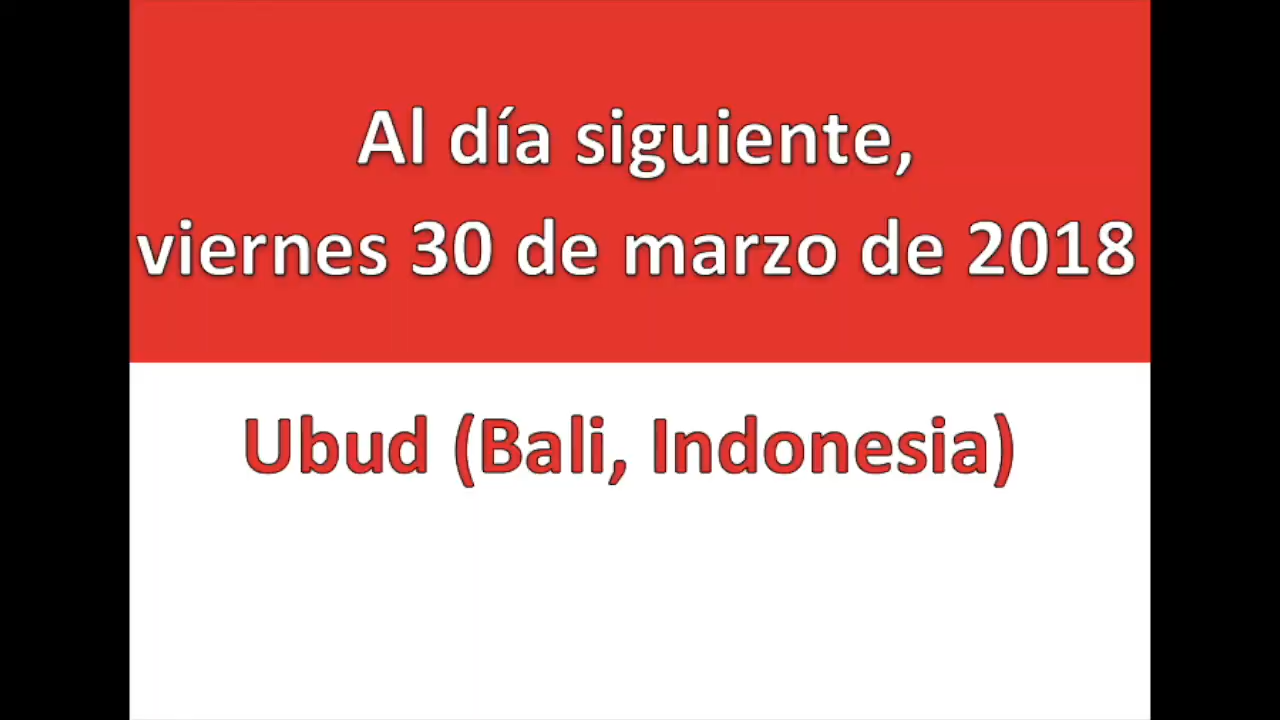 Al día siguiente,
viernes 30 de marzo de 2018
Ubud (Bali, Indonesia)